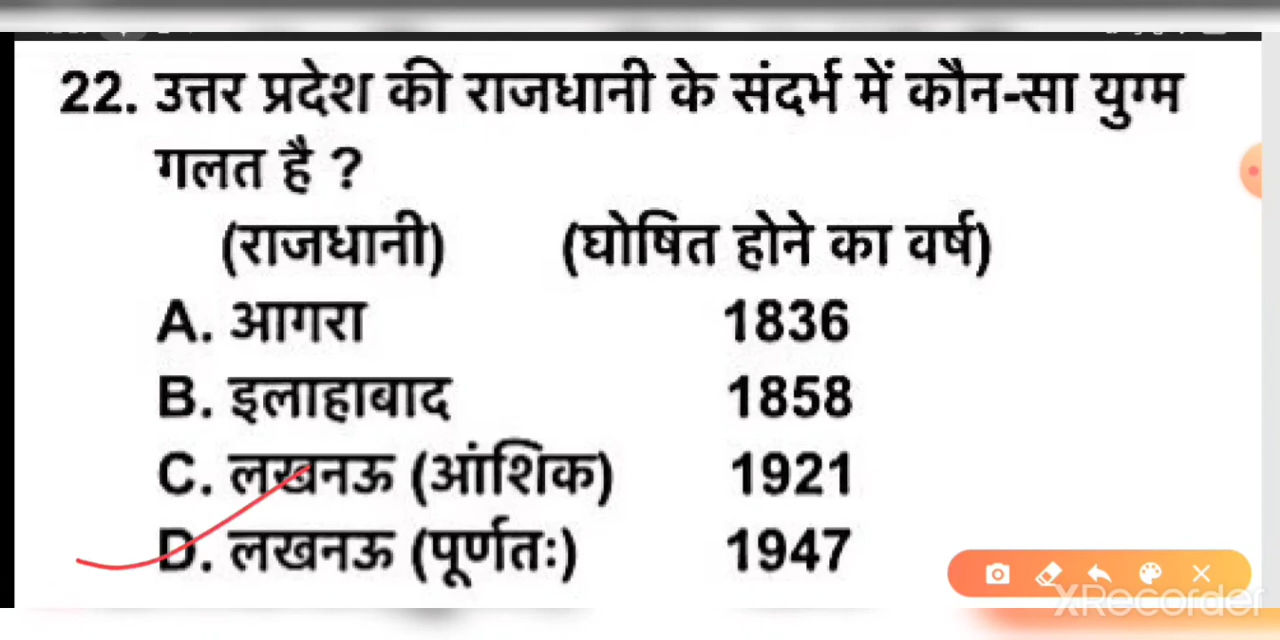 22. उत्तर प्रदेश की राजधानी के संदर्भ में कौन-सा युग्म
गलत है ?
(राजधानी) (घोषित होने का वर्ष)
A. आगरा 1836
B. इलाहाबाद 1858
C. लखनऊ (आंशिक) 1921
D. लखनऊ (पूर्णतः) 1947
XRecorder